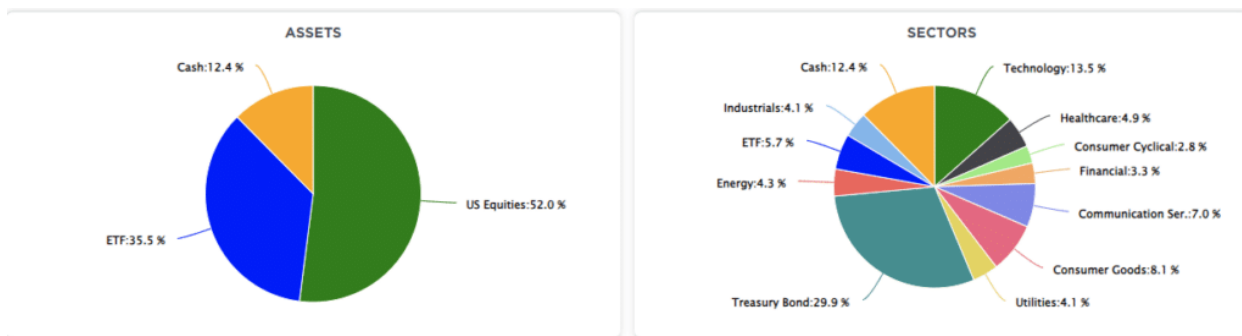 ASSETS
Cash:12.4 %
US Equities:52.0 %
ETF:35.5 %
SECTORS
Cash:12.4 %
Technology:13.5 %
Industrials:4.1 %
Healthcare:4.9 %
ETF:5.7 %
Consumer Cyclical:2.8 %
Financial:3.3 %
Energy:4.3 %
Communication Ser.:7.0 %
Consumer Goods:8.1 %
Treasury Bond:29.9 %
Utilities:4.1 %